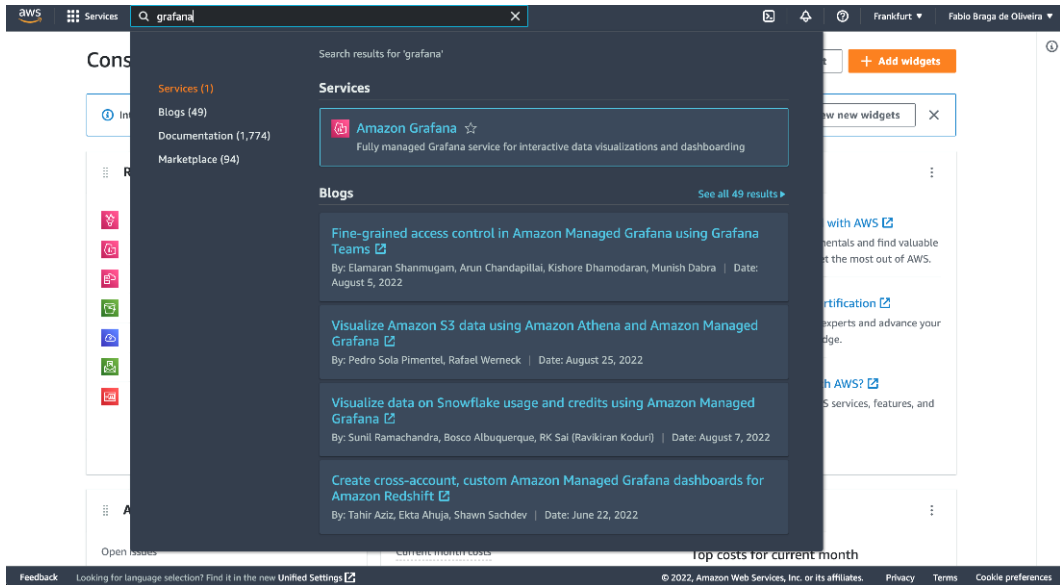 aws
Services
grafana
Frankfurt
Fabio Braga de Oliveira
Cons
Search results for 'grafana'
Add widgets
Services (1)
Blogs (49)
Documentation (1,774)
Marketplace (94)
Services
Amazon Grafana
Fully managed Grafana service for interactive data visualizations and dashboarding
new widgets
Blogs
See all 49 results
Fine-grained access control in Amazon Managed Grafana using Grafana
Teams
By: Elamaran Shanmugam, Arun Chandapillai, Kishore Dhamodaran, Munish Dabra | Date:
August 5, 2022
with AWS
and find valuable
the most out of AWS.
Visualize Amazon S3 data using Amazon Athena and Amazon Managed
Grafana
By: Pedro Sola Pimentel, Rafael Werneck | Date: August 25, 2022
experts and advance your
Visualize data on Snowflake usage and credits using Amazon Managed
Grafana
By: Sunil Ramachandra, Bosco Albuquerque, RK Sai (Ravikiran Koduri) | Date: August 7, 2022
AWS?
services, features, and
Create cross-account, custom Amazon Managed Grafana dashboards for
Amazon Redshift
By: Tahir Aziz, Ekta Ahuja, Shawn Sachdev | Date: June 22, 2022
Open issues
Current month costs
Top costs for current month
Feedback
Looking for language selection? Find it in the new Unified Settings
© 2022, Amazon Web Services, Inc. or its affiliates.
Privacy
Terms
Cookie preferences